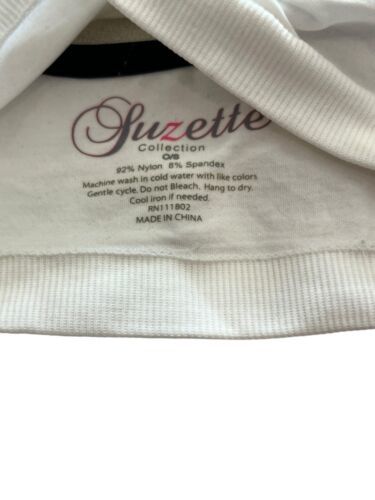 Suzette
Collection
O/S
92% Nylon 8% Spandex
Machine wash in cold water with like colors
Gentle cycle. Do not Bleach. Hang to dry.
Cool iron if needed.
RN111802
MADE IN CHINA